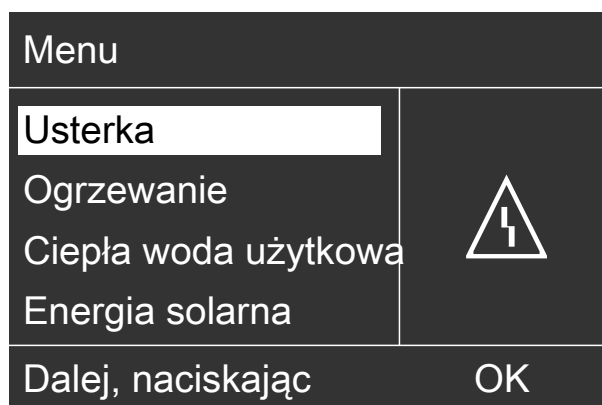 Menu
Usterka
Ogrzewanie
Ciepła woda użytkowa
Energia solarna
Dalej, naciskając OK